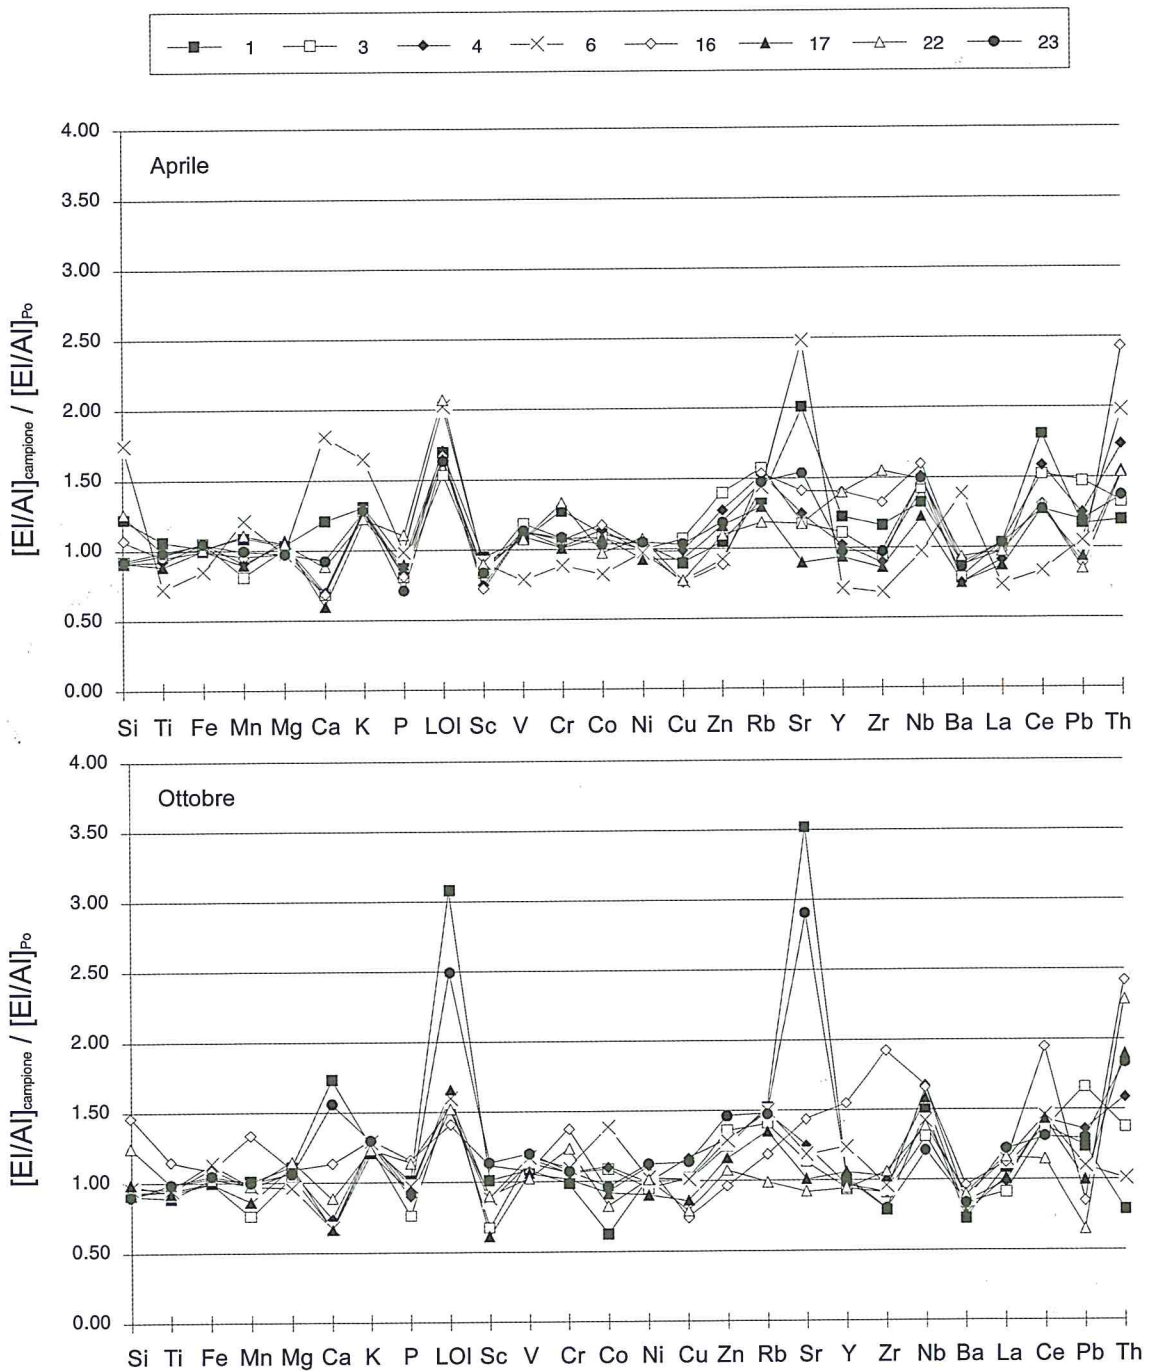 1 3 4 6 16 17 22 23
4.00
Aprile
3.50
3.00
2.50
2.00
1.50
1.00
0.50
0.00
[El/Al]campione / [El/Al]Po
Si Ti Fe Mn Mg Ca K P LOI Sc V Cr Co Ni Cu Zn Rb Sr Y Zr Nb Ba La Ce Pb Th
4.00
Ottobre
3.50
3.00
2.50
2.00
1.50
1.00
0.50
0.00
[El/Al]campione / [El/Al]Po
Si Ti Fe Mn Mg Ca K P LOI Sc V Cr Co Ni Cu Zn Rb Sr Y Zr Nb Ba La Ce Pb Th